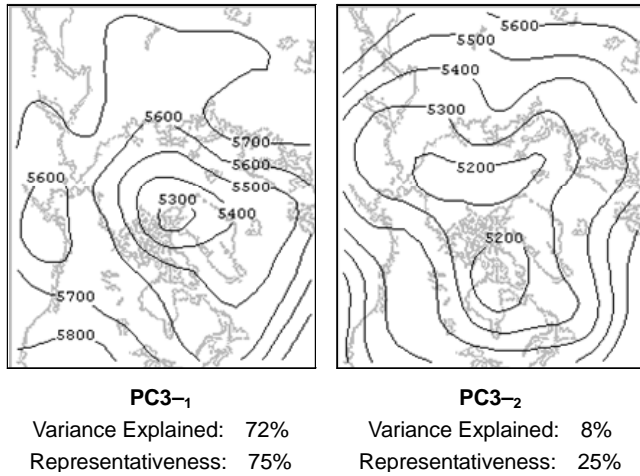 5600
5700
5600
5500
5600
5300
5400
5700
5800
5600
5500
5400
5300
5200
5200
PC3–1
Variance Explained: 72%
Representativeness: 75%
PC3–2
Variance Explained: 8%
Representativeness: 25%